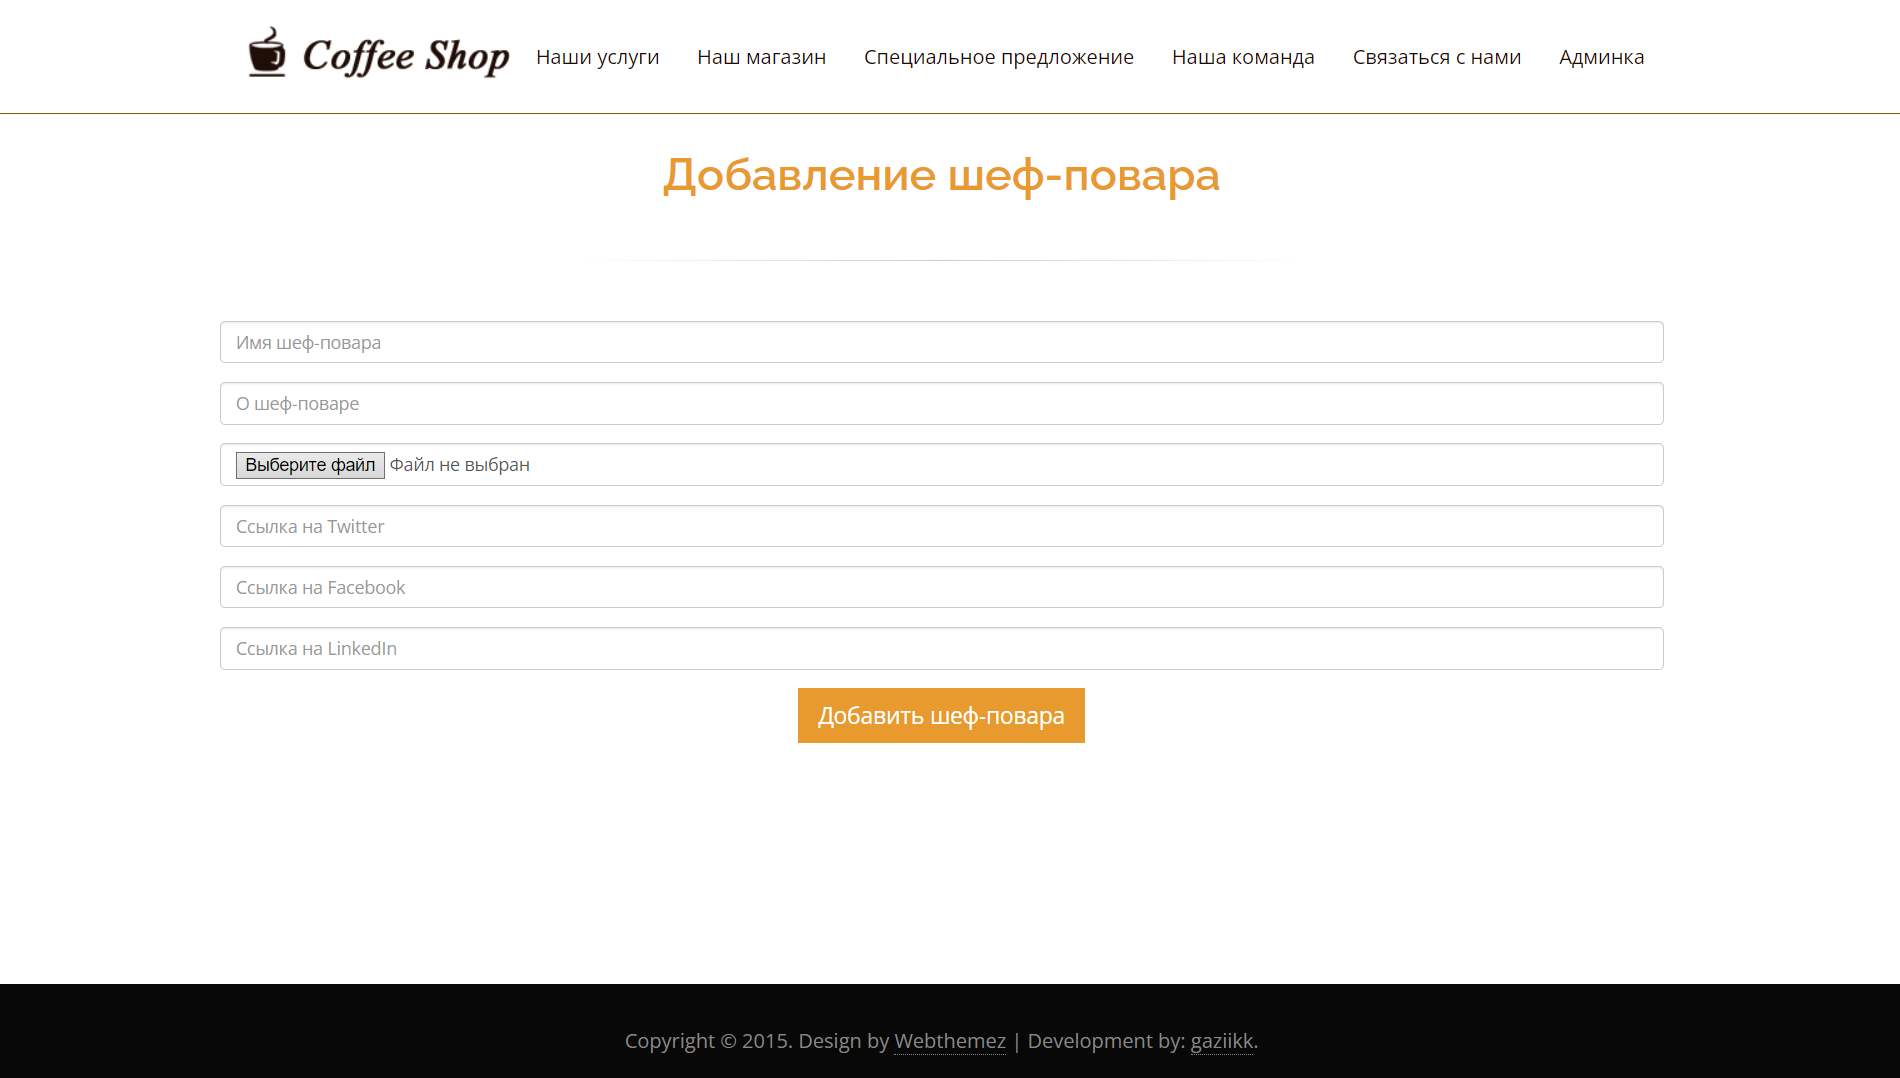 Coffee Shop Наши услуги Наш магазин Специальное предложение Наша команда Связаться с нами Админка
Добавление шеф-повара
Имя шеф-повара
О шеф-поваре
Выберите файл Файл не выбран
Ссылка на Twitter
Ссылка на Facebook
Ссылка на LinkedIn
Добавить шеф-повара
Copyright © 2015. Design by Webthemez | Development by: gaziikk.